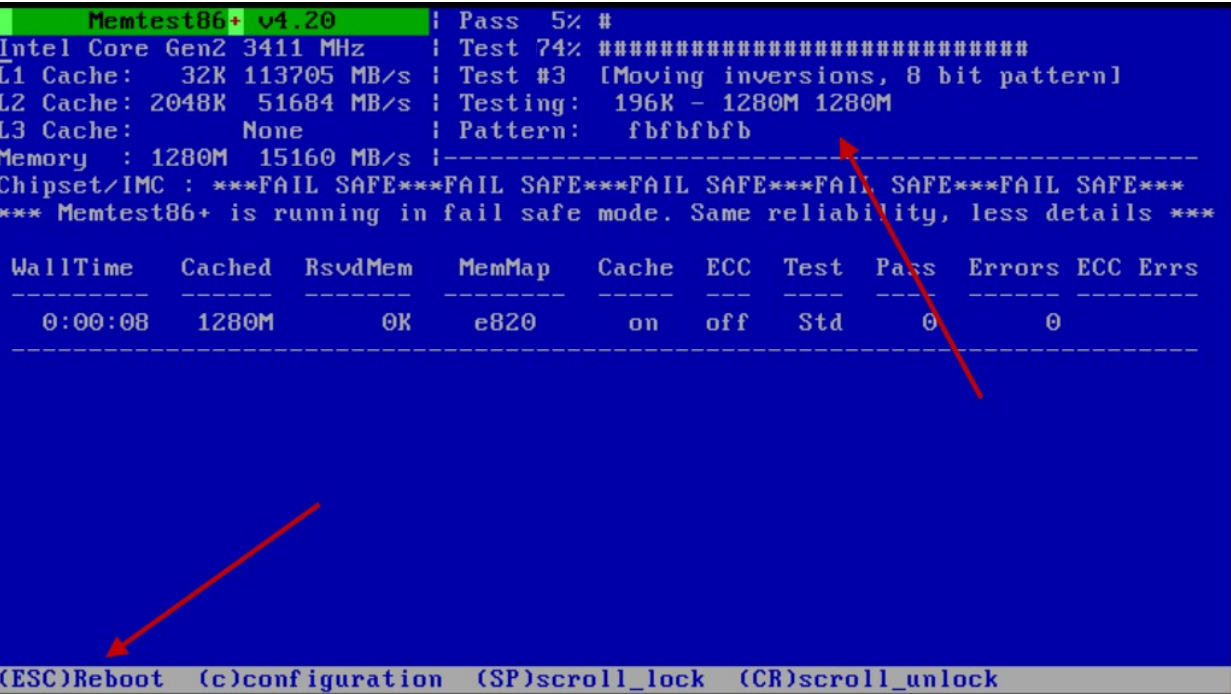 Memtest86+ v4.20 | Pass 5% #
Intel Core Gen2 3411 MHz | Test 74% ############################
L1 Cache: 32K 113705 MB/s | Test #3 [Moving inversions, 8 bit pattern]
L2 Cache: 2048K 51684 MB/s | Testing: 196K - 1280M 1280M
L3 Cache: None | Pattern: fbfbfbfb
Memory : 1280M 15160 MB/s |-------------------------------------------------
Chipset/IMC : ***FAIL SAFE***FAIL SAFE***FAIL SAFE***FAIL SAFE***FAIL SAFE***
*** Memtest86+ is running in fail safe mode. Same reliability, less details ***
WallTime Cached RsvdMem MemMap Cache ECC Test Pass Errors ECC Errs
--------- ------ ------- -------- ----- --- ---- ---- ------ --------
0:00:08 1280M 0K e820 on off Std 0 0
-----------------------------------------------------------------------------
(ESC)Reboot (c)configuration (SP)scroll_lock (CR)scroll_unlock